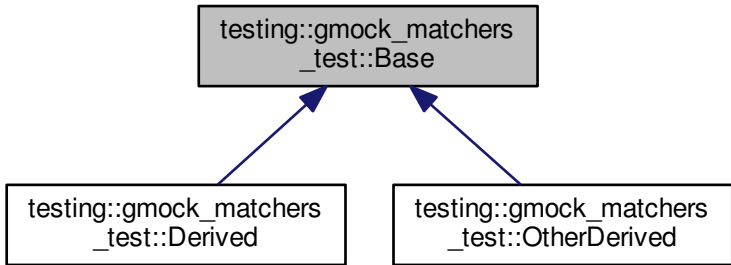 testing::gmock_matchers
_test::Base
testing::gmock_matchers
_test::Derived
testing::gmock_matchers
_test::OtherDerived